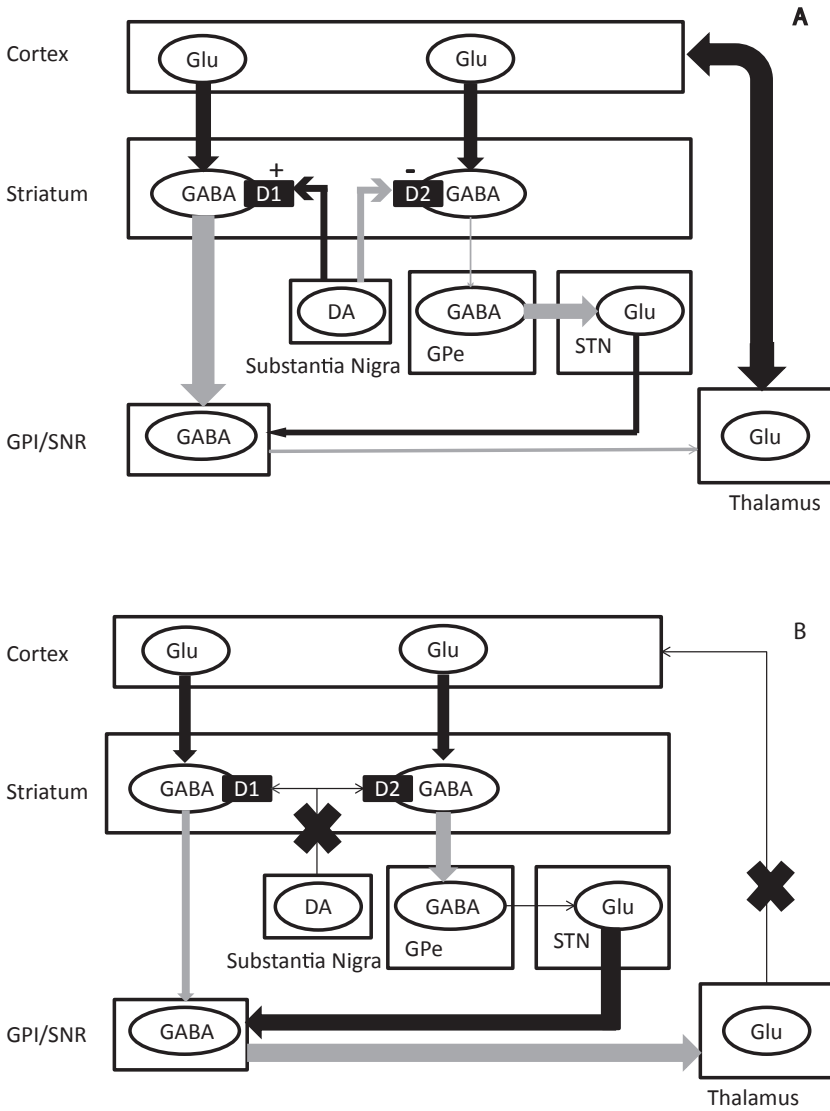 A
Cortex
Glu
Glu
+
-
Striatum
GABA
D1
D2
GABA
DA
GABA
Glu
GPe
STN
Substantia Nigra
GPI/SNR
GABA
Glu
Thalamus
B
Cortex
Glu
Glu
Striatum
GABA
D1
D2
GABA
DA
GABA
Glu
GPe
STN
Substantia Nigra
GPI/SNR
GABA
Glu
Thalamus